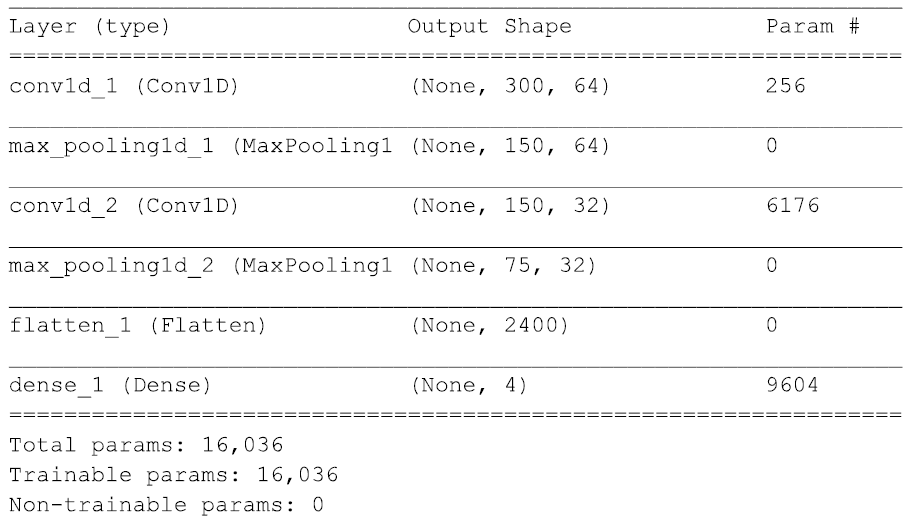 Layer (type) Output Shape Param #
conv1d_1 (Conv1D) (None, 300, 64) 256
max_pooling1d_1 (MaxPooling1 (None, 150, 64) 0
conv1d_2 (Conv1D) (None, 150, 32) 6176
max_pooling1d_2 (MaxPooling1 (None, 75, 32) 0
flatten_1 (Flatten) (None, 2400) 0
dense_1 (Dense) (None, 4) 9604
Total params: 16,036
Trainable params: 16,036
Non-trainable params: 0